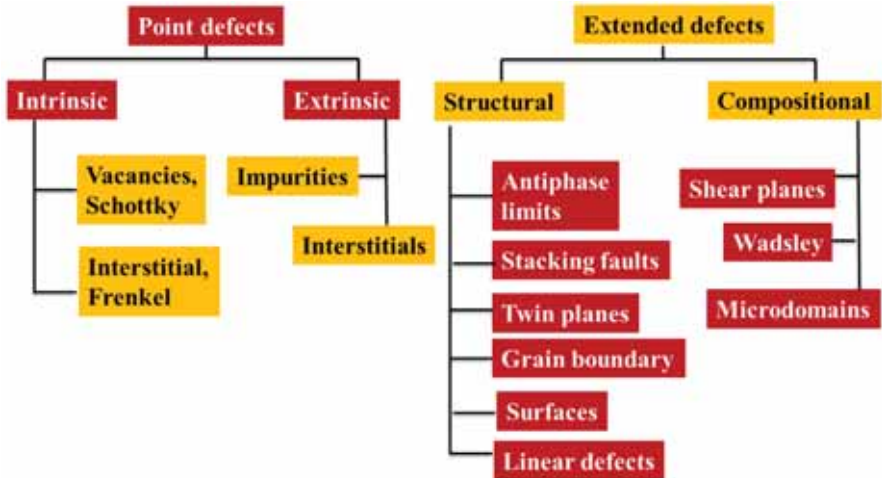 Point defects
Intrinsic
Extrinsic
Vacancies,
Schottky
Impurities
Interstitials
Interstitial,
Frenkel
Extended defects
Structural
Compositional
Antiphase
limits
Stacking faults
Twin planes
Grain boundary
Surfaces
Linear defects
Shear planes
Wadsley
Microdomains